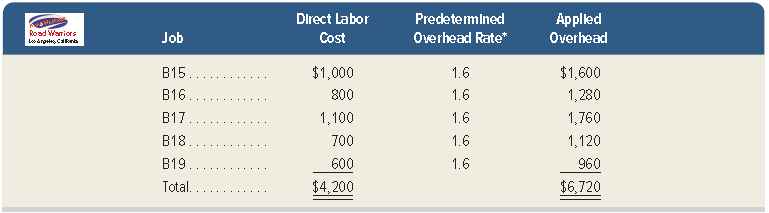 Road Warriors
Los Angeles, California
Direct Labor Predetermined Applied
Job Cost Overhead Rate* Overhead
B15 . . . . . . . . . . . . $1,000 1.6 $1,600
B16 . . . . . . . . . . . . 800 1.6 1,280
B17 . . . . . . . . . . . . 1,100 1.6 1,760
B18 . . . . . . . . . . . . 700 1.6 1,120
B19 . . . . . . . . . . . . 600 1.6 960
Total. . . . . . . . . . . . $4,200 $6,720